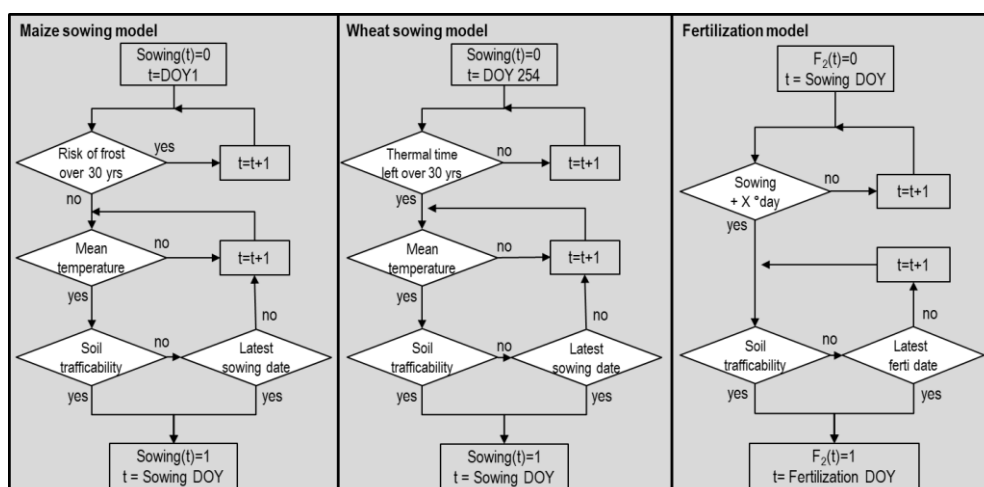 Maize sowing model
Sowing(t)=0
t=DOY1
Risk of frost
over 30 yrs
yes
t=t+1
no
Mean
temperature
no
t=t+1
yes
no
Soil
trafficability
no
Latest
sowing date
yes
yes
Sowing(t)=1
t = Sowing DOY
Wheat sowing model
Sowing(t)=0
t= DOY 254
Thermal time
left over 30 yrs
no
t=t+1
yes
Mean
temperature
no
t=t+1
yes
no
Soil
trafficability
no
Latest
sowing date
yes
yes
Sowing(t)=1
t = Sowing DOY
Fertilization model
F₂(t)=0
t = Sowing DOY
Sowing
+ X °day
no
t=t+1
yes
t=t+1
no
Soil
trafficability
no
Latest
ferti date
yes
yes
F₂(t)=1
t= Fertilization DOY